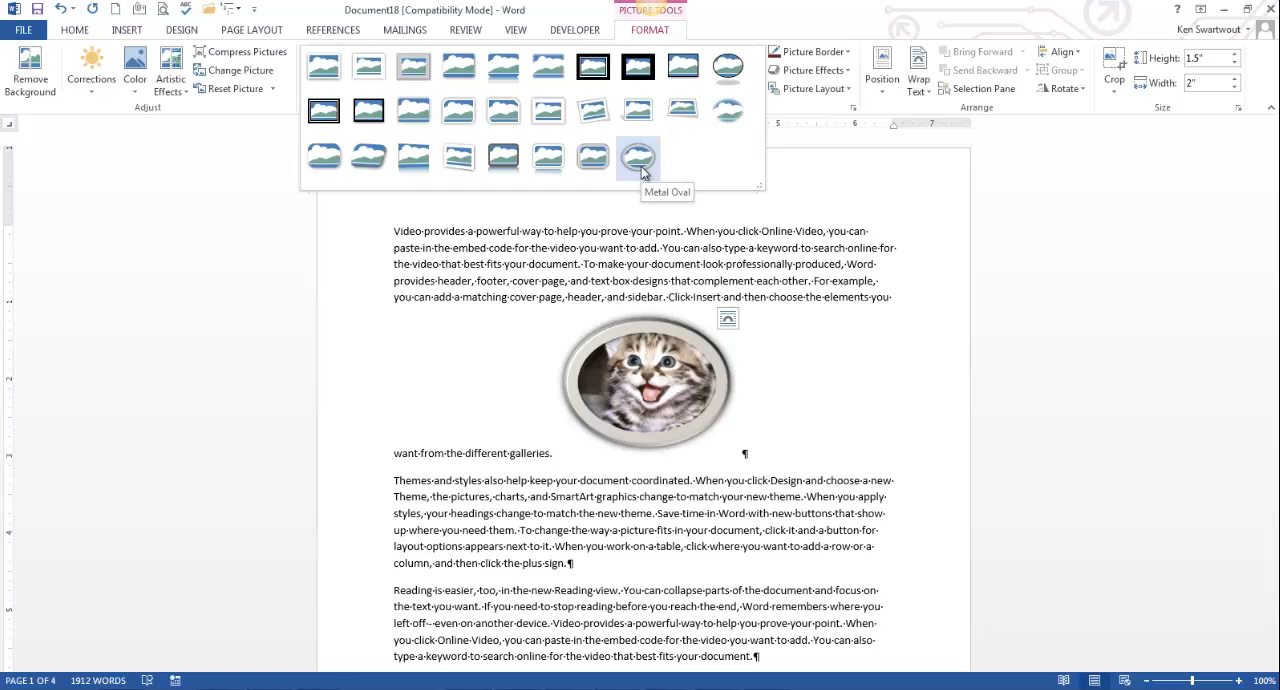 Document18 [Compatibility Mode] - Word
PICTURE TOOLS
FILE HOME INSERT DESIGN PAGE LAYOUT REFERENCES MAILINGS REVIEW VIEW DEVELOPER FORMAT Ken Swartwout
Remove Background
Corrections
Color
Artistic Effects
Compress Pictures
Change Picture
Reset Picture
Adjust
Picture Border
Picture Effects
Picture Layout
Position
Wrap Text
Bring Forward
Send Backward
Selection Pane
Align
Group
Rotate
Arrange
Crop
Height: 1.5"
Width: 2"
Size
5 6 7
Metal Oval
Video provides a powerful way to help you prove your point. When you click Online Video, you can
paste in the embed code for the video you want to add. You can also type a keyword to search online for
the video that best fits your document. To make your document look professionally produced, Word
provides header, footer, cover page, and text box designs that complement each other. For example,
you can add a matching cover page, header, and sidebar. Click Insert and then choose the elements you
want from the different galleries. ¶
Themes and styles also help keep your document coordinated. When you click Design and choose a new
Theme, the pictures, charts, and SmartArt graphics change to match your new theme. When you apply
styles, your headings change to match the new theme. Save time in Word with new buttons that show
up where you need them. To change the way a picture fits in your document, click it and a button for
layout options appears next to it. When you work on a table, click where you want to add a row or a
column, and then click the plus sign.¶
Reading is easier, too, in the new Reading view. You can collapse parts of the document and focus on
the text you want. If you need to stop reading before you reach the end, Word remembers where you
left off--even on another device. Video provides a powerful way to help you prove your point. When
you click Online Video, you can paste in the embed code for the video you want to add. You can also
type a keyword to search online for the video that best fits your document.¶
PAGE 1 OF 4 1912 WORDS 100%